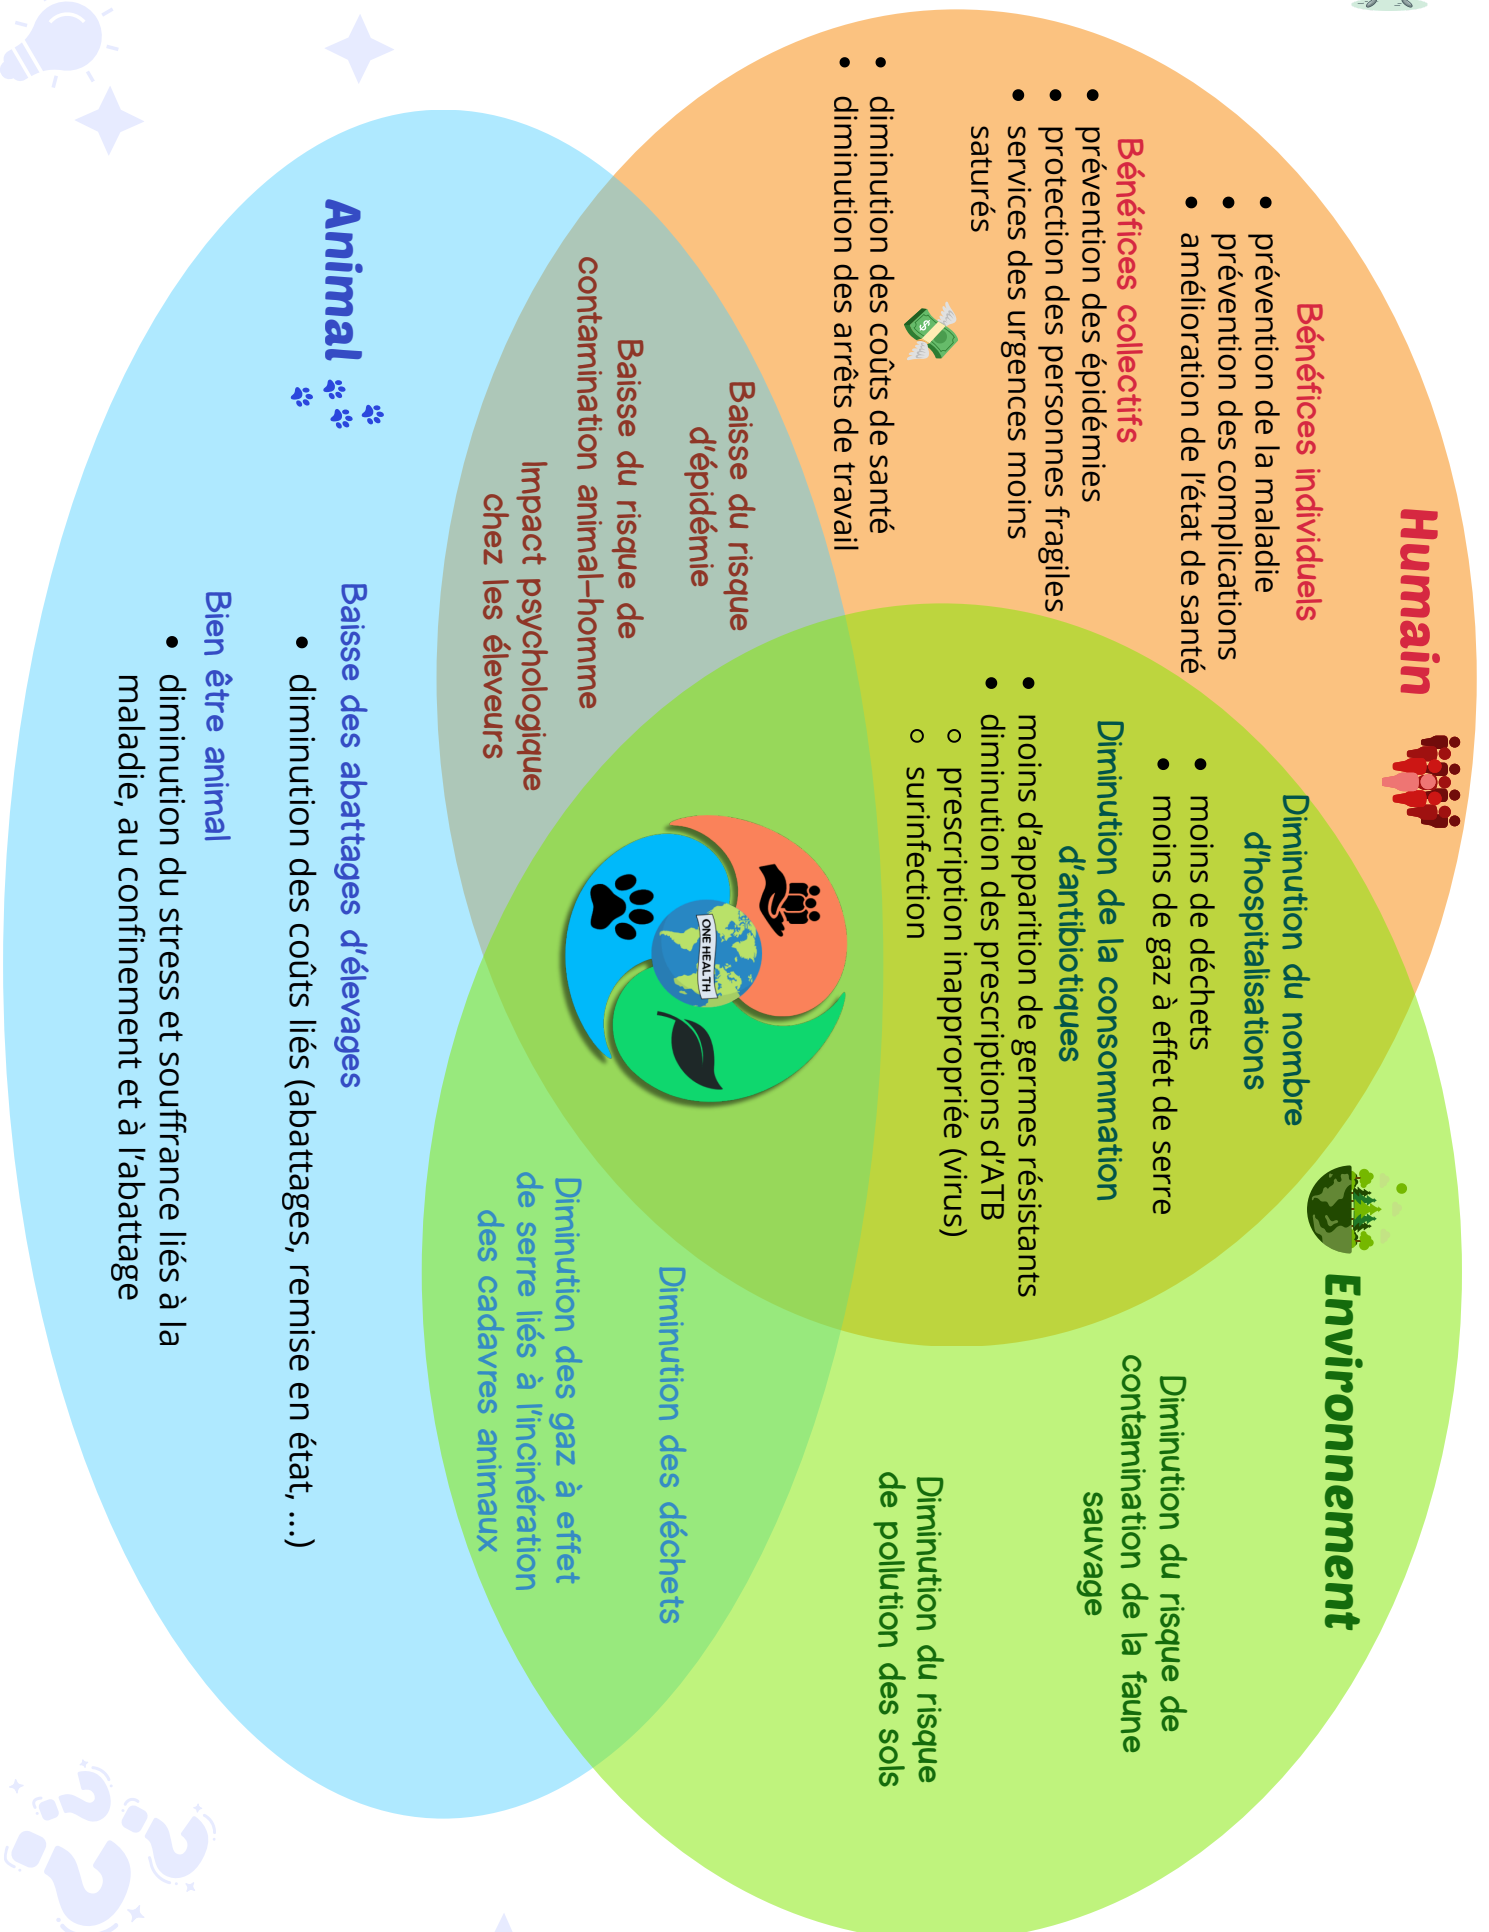 Humain
Bénéfices individuels
prévention de la maladie
prévention des complications
amélioration de l'état de santé
Bénéfices collectifs
prévention des épidémies
protection des personnes fragiles
services des urgences moins
saturés
diminution des coûts de santé
diminution des arrêts de travail
Diminution du nombre
d'hospitalisations
moins de déchets
moins de gaz à effet de serre
Diminution de la consommation
d'antibiotiques
moins d'apparition de germes résistants
diminution des prescriptions d'ATB
prescription inappropriée (virus)
surinfection
Environnement
Diminution du risque de
contamination de la faune
sauvage
Diminution du risque
de pollution des sols
Baisse du risque
d'épidémie
Baisse du risque de
contamination animal-homme
Impact psychologique
chez les éleveurs
ONE HEALTH
Diminution des déchets
Diminution des gaz à effet
de serre liés à l'incinération
des cadavres animaux
Animal
Baisse des abattages d'élevages
diminution des coûts liés (abattages, remise en état, ...)
Bien être animal
diminution du stress et souffrance liés à la
maladie, au confinement et à l'abattage